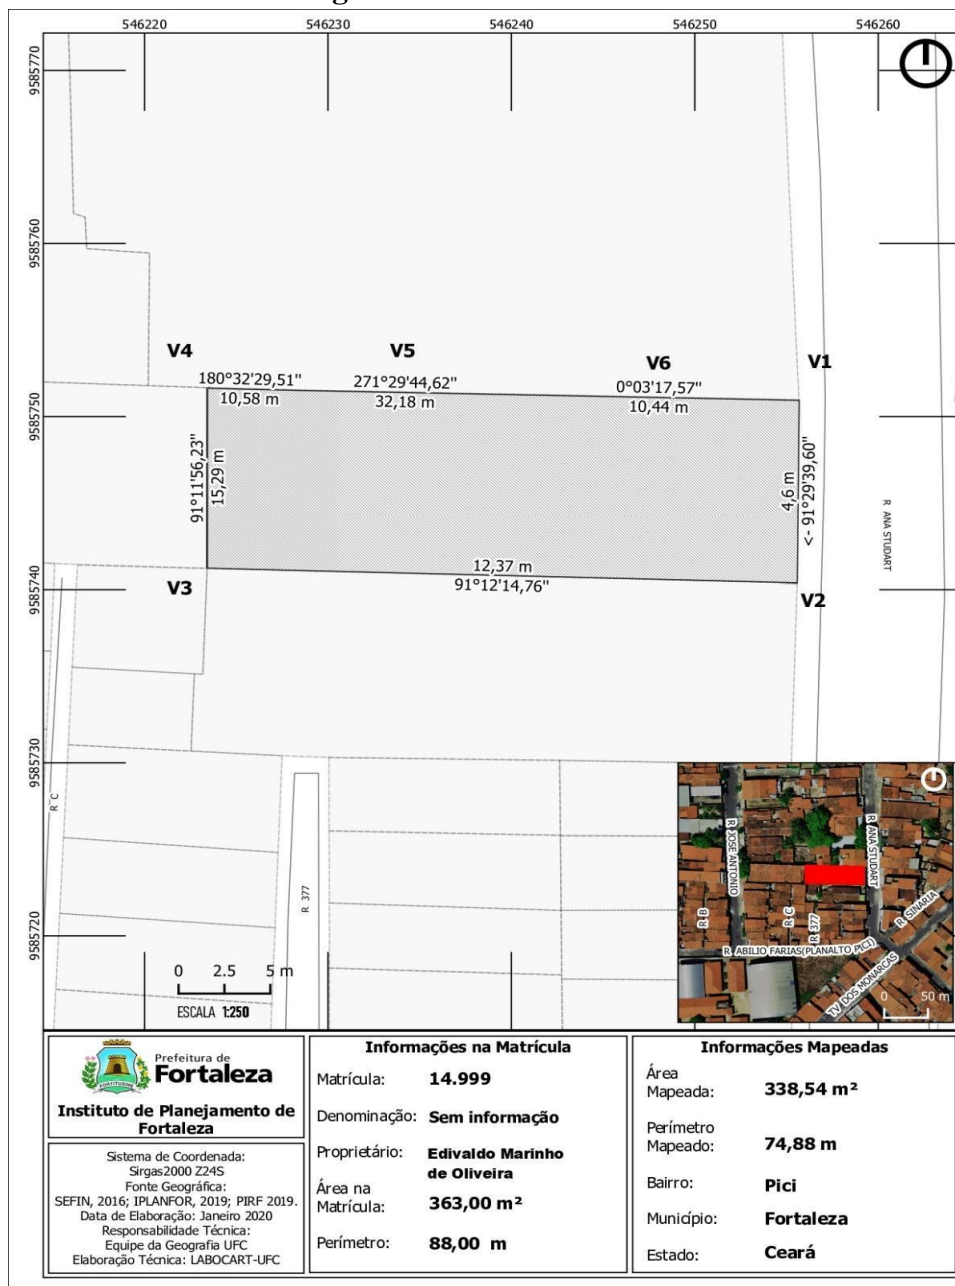 546220
546230
546240
546250
546260
9585770
9585760
9585750
9585740
9585730
9585720
V4
V5
V6
V1
180°32'29,51"
10,58 m
271°29'44,62"
32,18 m
0°03'17,57"
10,44 m
91°11'56,23"
15,29 m
4,6 m
<- 91°29'39,60"
R ANA STUDART
12,37 m
91°12'14,76"
V3
V2
R C
R 377
0 2.5 5 m
ESCALA 1:250
R JOSE ANTONIO
R ANA STUDART
R B
R C
R 377
R SINARIA
R ABILIO FARIAS(PLANALTO PICI)
TV DOS MONARCAS
0 50 m
FORTITUDINE
Prefeitura de
Fortaleza
Instituto de Planejamento de
Fortaleza
Sistema de Coordenada:
Sirgas2000 Z24S
Fonte Geográfica:
SEFIN, 2016; IPLANFOR, 2019; PIRF 2019.
Data de Elaboração: Janeiro 2020
Responsabilidade Técnica:
Equipe da Geografia UFC
Elaboração Técnica: LABOCART-UFC
Informações na Matrícula
Matrícula: 14.999
Denominação: Sem informação
Proprietário: Edivaldo Marinho
de Oliveira
Área na
Matrícula: 363,00 m²
Perímetro: 88,00 m
Informações Mapeadas
Área
Mapeada: 338,54 m²
Perímetro
Mapeado: 74,88 m
Bairro: Pici
Município: Fortaleza
Estado: Ceará